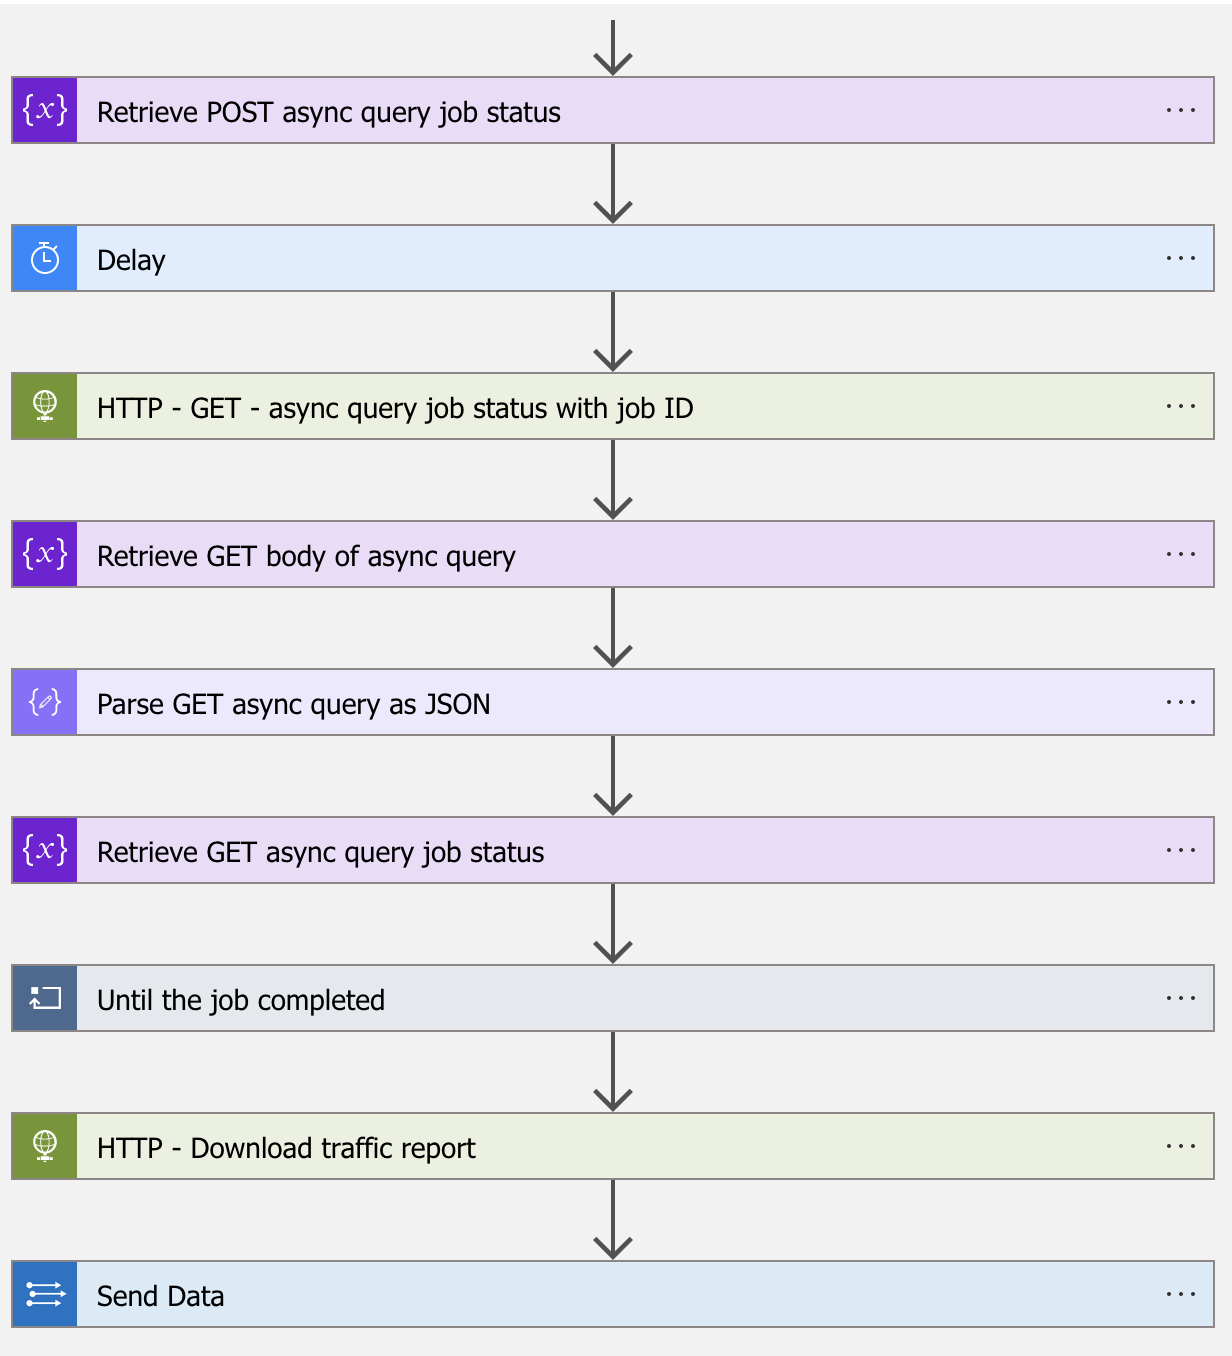 {x} Retrieve POST async query job status ...
Delay ...
HTTP - GET - async query job status with job ID ...
{x} Retrieve GET body of async query ...
Parse GET async query as JSON ...
{x} Retrieve GET async query job status ...
Until the job completed ...
HTTP - Download traffic report ...
Send Data ...